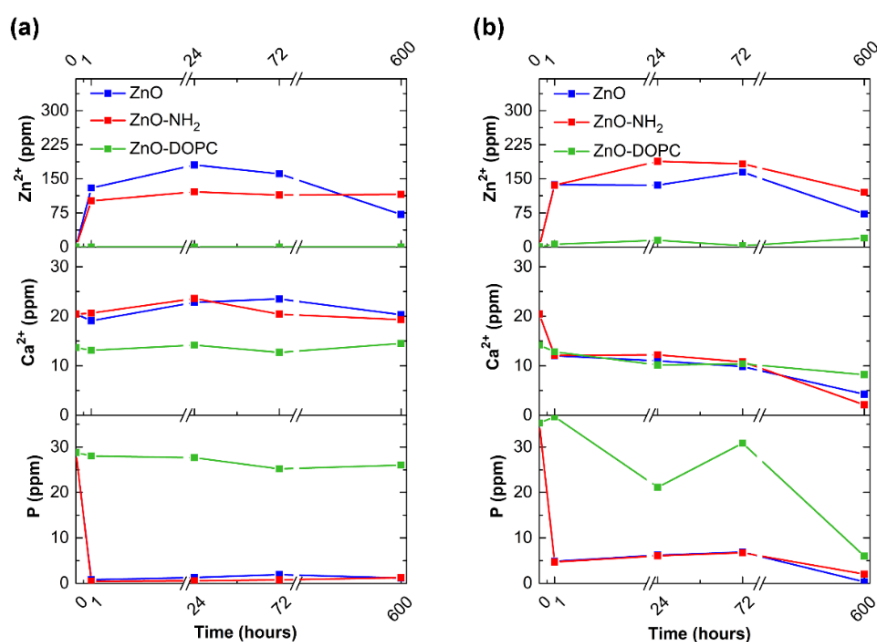 (a)
0 1 24 72 600
ZnO
ZnO-NH2
ZnO-DOPC
Zn2+ (ppm)
300
225
150
75
0
Ca2+ (ppm)
30
20
10
0
P (ppm)
30
20
10
0
0 1 24 72 600
Time (hours)
(b)
0 1 24 72 600
ZnO
ZnO-NH2
ZnO-DOPC
Zn2+ (ppm)
300
225
150
75
0
Ca2+ (ppm)
30
20
10
0
P (ppm)
30
20
10
0
0 1 24 72 600
Time (hours)